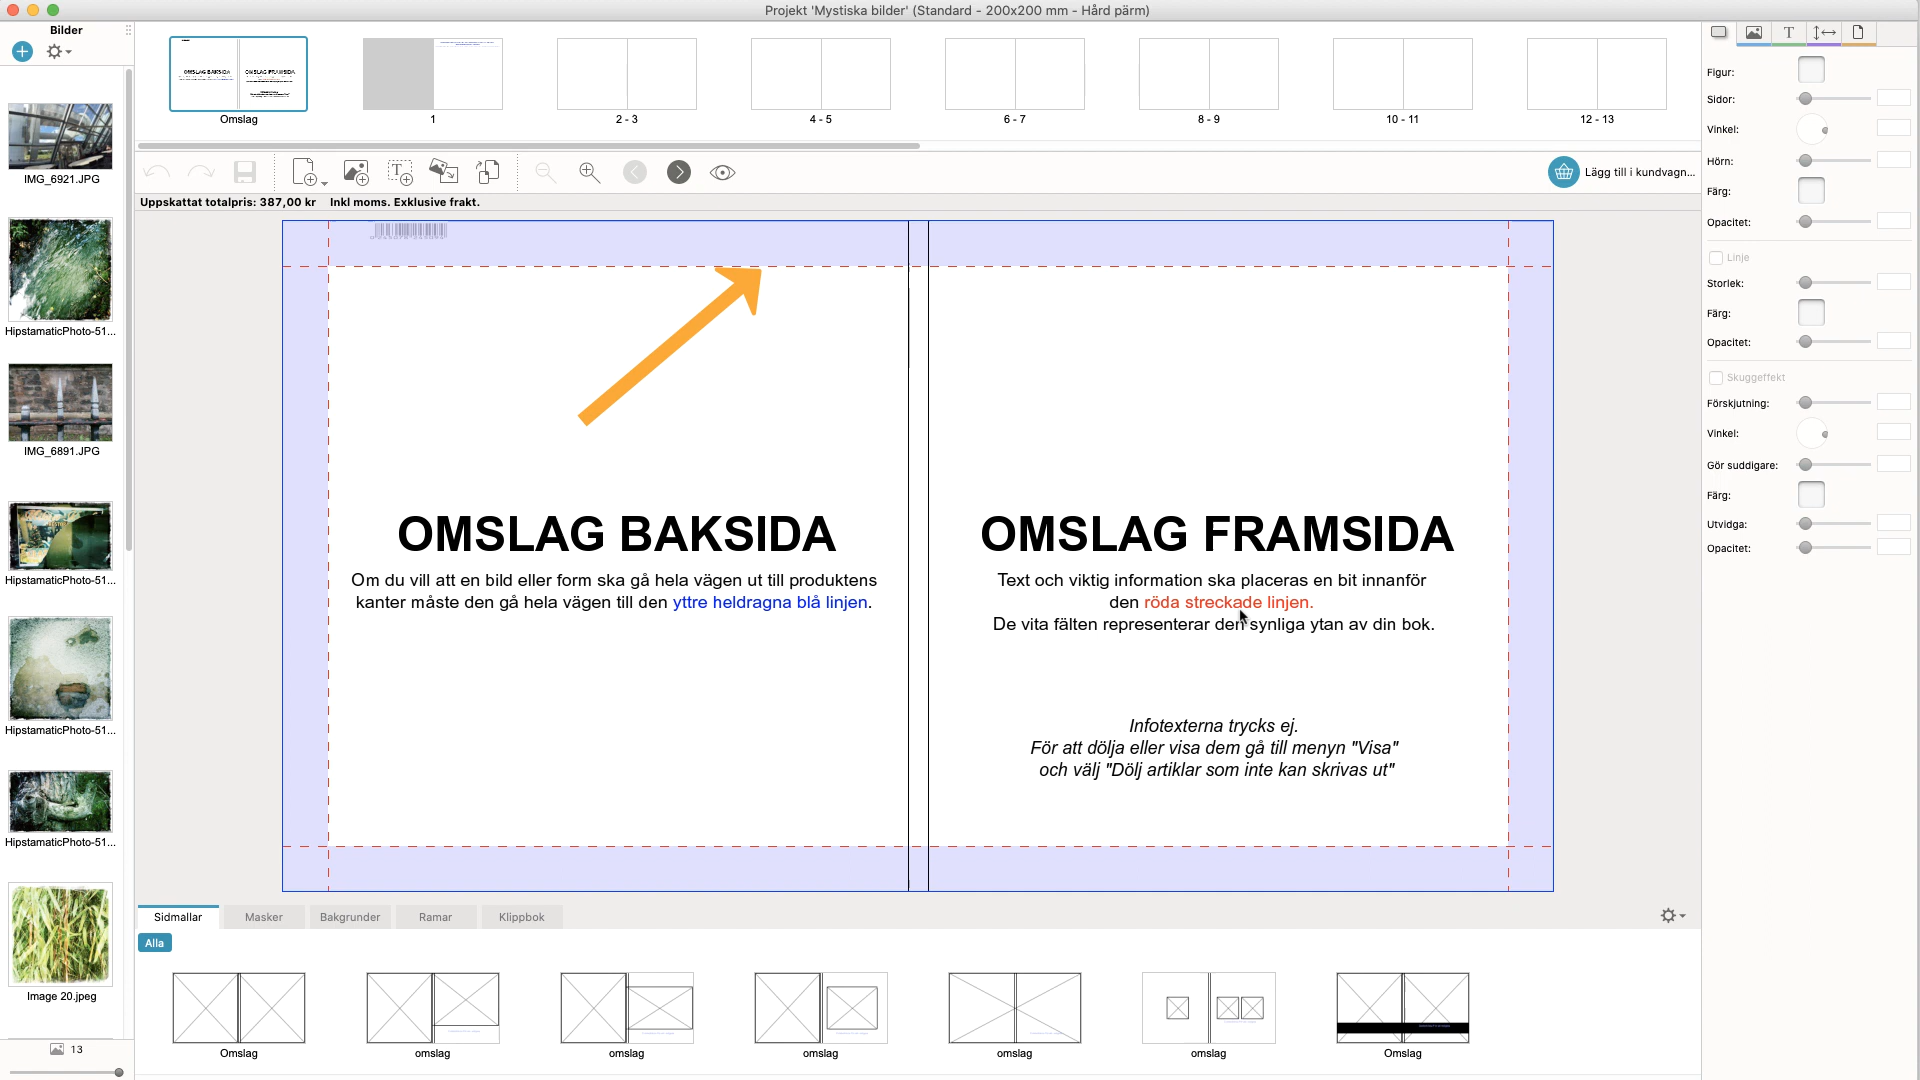 Projekt 'Mystiska bilder' (Standard - 200x200 mm - Hård pärm)
Bilder
IMG_6921.JPG
HipstamaticPhoto-51...
IMG_6891.JPG
HipstamaticPhoto-51...
HipstamaticPhoto-51...
HipstamaticPhoto-51...
Image 20.jpeg
13
OMSLAG BAKSIDA
OMSLAG FRAMSIDA
Omslag
1
2 - 3
4 - 5
6 - 7
8 - 9
10 - 11
12 - 13
T
Lägg till i kundvagn...
Uppskattat totalpris: 387,00 kr Inkl moms. Exklusive frakt.
OMSLAG BAKSIDA
Om du vill att en bild eller form ska gå hela vägen ut till produktens
kanter måste den gå hela vägen till den yttre heldragna blå linjen.
OMSLAG FRAMSIDA
Text och viktig information ska placeras en bit innanför
den röda streckade linjen.
De vita fälten representerar den synliga ytan av din bok.
Infotexterna trycks ej.
För att dölja eller visa dem gå till menyn "Visa"
och välj "Dölj artiklar som inte kan skrivas ut"
Sidmallar
Masker
Bakgrunder
Ramar
Klippbok
Alla
Omslag
omslag
omslag
omslag
omslag
omslag
Omslag
T
Figur:
Sidor:
Vinkel:
Hörn:
Färg:
Opacitet:
Linje
Storlek:
Färg:
Opacitet:
Skuggeffekt
Förskjutning:
Vinkel:
Gör suddigare:
Färg:
Utvidga:
Opacitet: